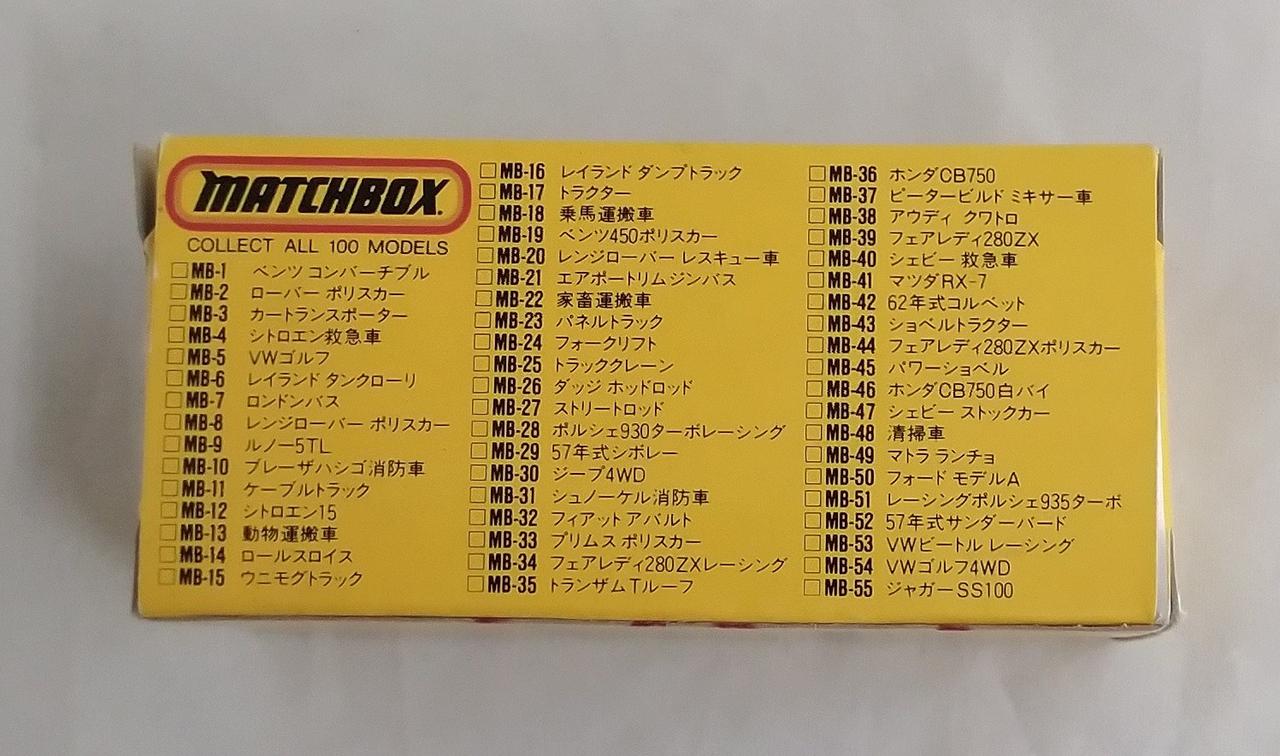 MATCHBOX
COLLECT ALL 100 MODELS
□MB-1 ベンツ コンバーチブル
□MB-2 ローバー ポリスカー
□MB-3 カートランスポーター
□MB-4 シトロエン救急車
□MB-5 VWゴルフ
□MB-6 レイランド タンクローリ
□MB-7 ロンドンバス
□MB-8 レンジローバー ポリスカー
□MB-9 ルノー5TL
□MB-10 ブレーザハシゴ消防車
□MB-11 ケーブルトラック
□MB-12 シトロエン15
□MB-13 動物運搬車
□MB-14 ロールスロイス
□MB-15 ウニモグトラック
□MB-16 レイランド ダンプトラック
□MB-17 トラクター
□MB-18 乗馬運搬車
□MB-19 ベンツ450ポリスカー
□MB-20 レンジローバー レスキュー車
□MB-21 エアポートリムジンバス
□MB-22 家畜運搬車
□MB-23 パネルトラック
□MB-24 フォークリフト
□MB-25 トラッククレーン
□MB-26 ダッジ ホッドロッド
□MB-27 ストリートロッド
□MB-28 ポルシェ930ターボレーシング
□MB-29 57年式シボレー
□MB-30 ジープ4WD
□MB-31 シュノーケル消防車
□MB-32 フィアット アバルト
□MB-33 プリムス ポリスカー
□MB-34 フェアレディ280ZXレーシング
□MB-35 トランザムTルーフ
□MB-36 ホンダCB750
□MB-37 ピータービルド ミキサー車
□MB-38 アウディ クワトロ
□MB-39 フェアレディ280ZX
□MB-40 シェビー 救急車
□MB-41 マツダRX-7
□MB-42 62年式コルベット
□MB-43 ショベルトラクター
□MB-44 フェアレディ280ZXポリスカー
□MB-45 パワーショベル
□MB-46 ホンダCB750白バイ
□MB-47 シェビー ストックカー
□MB-48 清掃車
□MB-49 マトラ ランチョ
□MB-50 フォード モデルA
□MB-51 レーシングポルシェ935ターボ
□MB-52 57年式サンダーバード
□MB-53 VWビートル レーシング
□MB-54 VWゴルフ4WD
□MB-55 ジャガーSS100